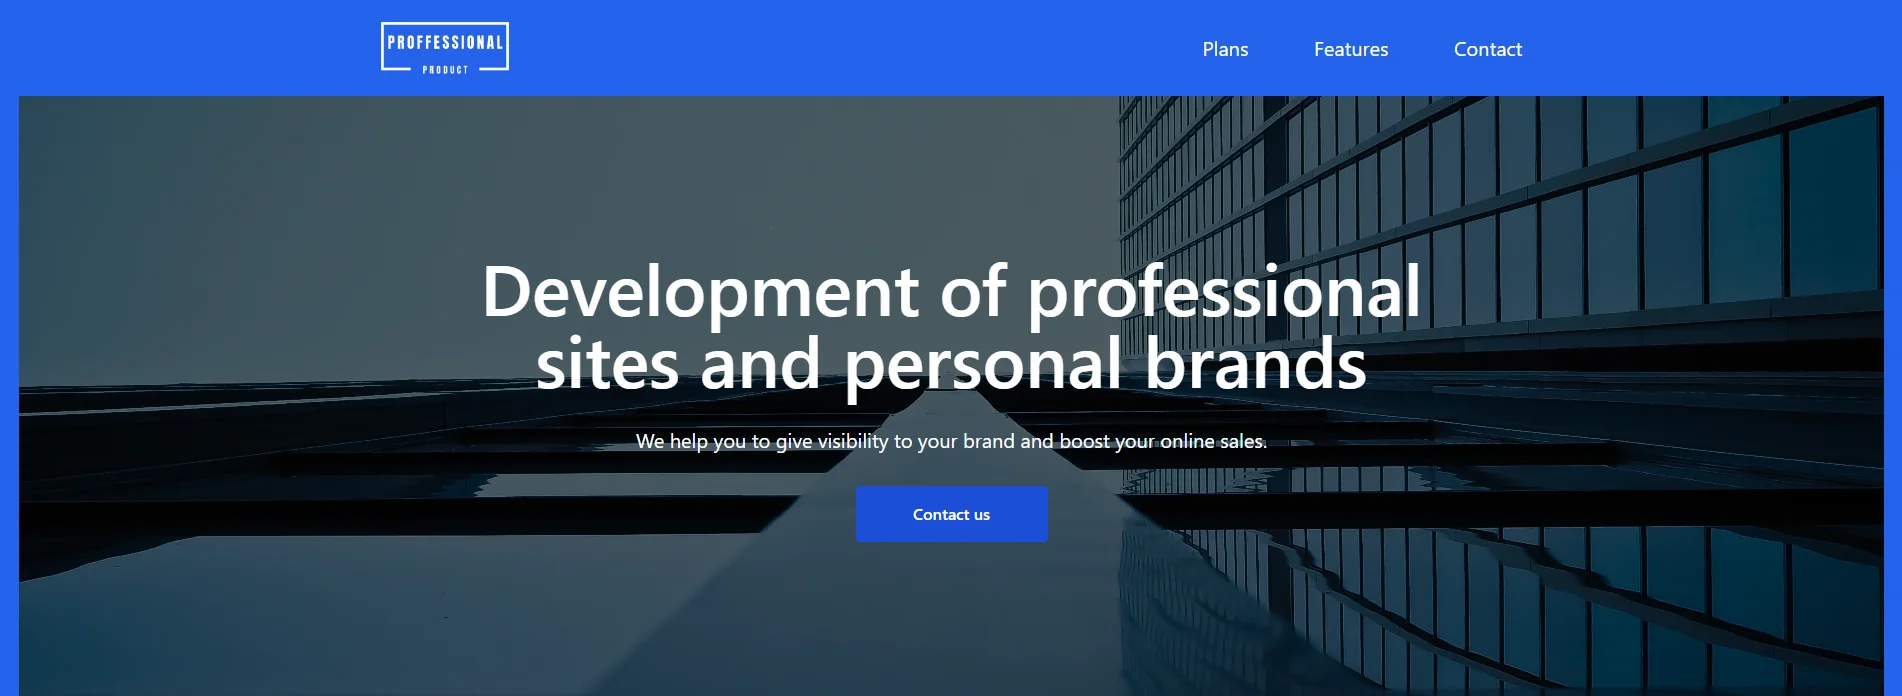 PROFFESSIONAL
PRODUCT
Plans Features Contact
Development of professional
sites and personal brands
We help you to give visibility to your brand and boost your online sales.
Contact us